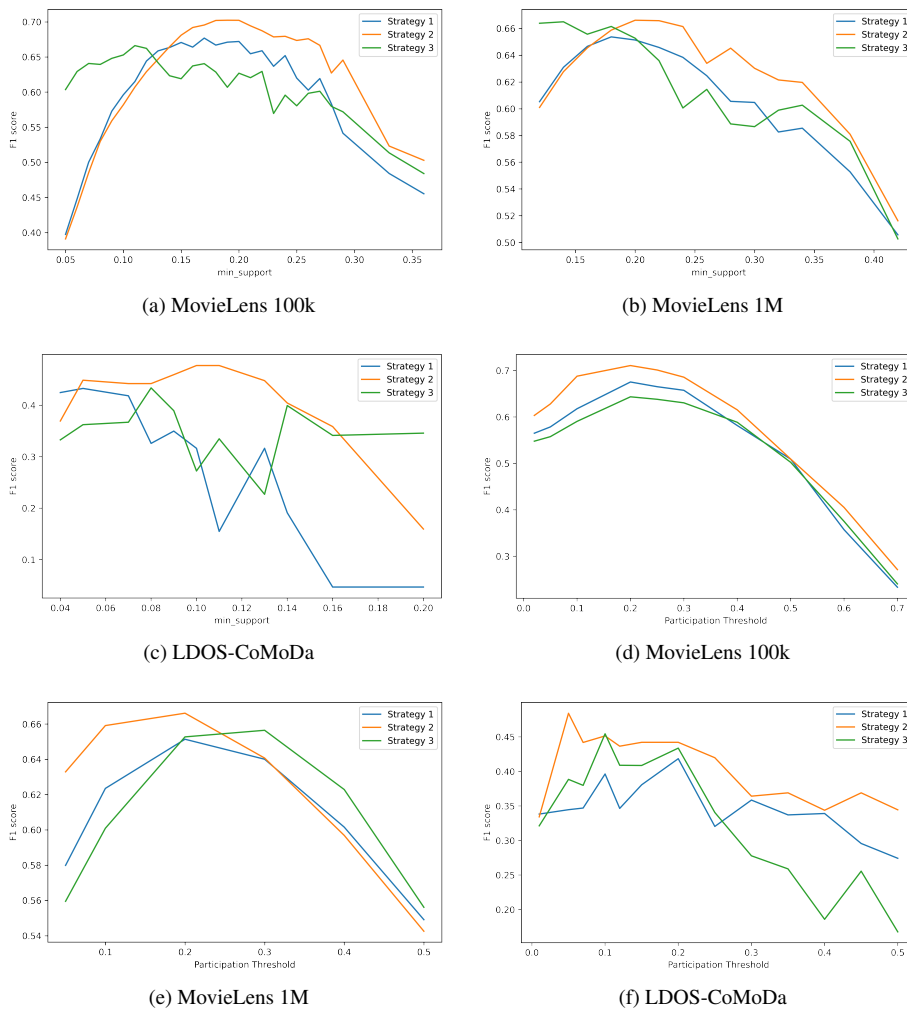 0.70
0.65
0.60
0.55
0.50
0.45
0.40
F1 score
0.05 0.10 0.15 0.20 0.25 0.30 0.35
min_support
Strategy 1
Strategy 2
Strategy 3
(a) MovieLens 100k
0.66
0.64
0.62
0.60
0.58
0.56
0.54
0.52
0.50
F1 score
0.15 0.20 0.25 0.30 0.35 0.40
min_support
Strategy 1
Strategy 2
Strategy 3
(b) MovieLens 1M
0.4
0.3
0.2
0.1
F1 score
0.04 0.06 0.08 0.10 0.12 0.14 0.16 0.18 0.20
min_support
Strategy 1
Strategy 2
Strategy 3
(c) LDOS-CoMoDa
0.7
0.6
0.5
0.4
0.3
F1 score
0.0 0.1 0.2 0.3 0.4 0.5 0.6 0.7
Participation Threshold
Strategy 1
Strategy 2
Strategy 3
(d) MovieLens 100k
0.66
0.64
0.62
0.60
0.58
0.56
0.54
F1 score
0.1 0.2 0.3 0.4 0.5
Participation Threshold
Strategy 1
Strategy 2
Strategy 3
(e) MovieLens 1M
0.45
0.40
0.35
0.30
0.25
0.20
F1 score
0.0 0.1 0.2 0.3 0.4 0.5
Participation Threshold
Strategy 1
Strategy 2
Strategy 3
(f) LDOS-CoMoDa